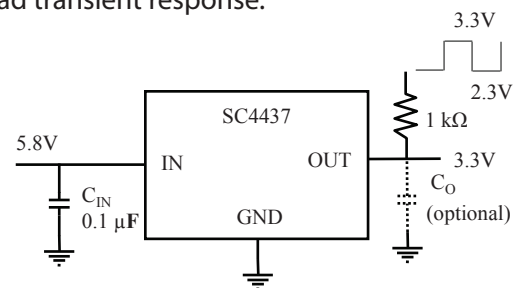 ad transient response.
3.3V
2.3V
SC4437
1 kΩ
5.8V
IN
OUT
3.3V
C_IN
0.1 µF
C_O
(optional)
GND